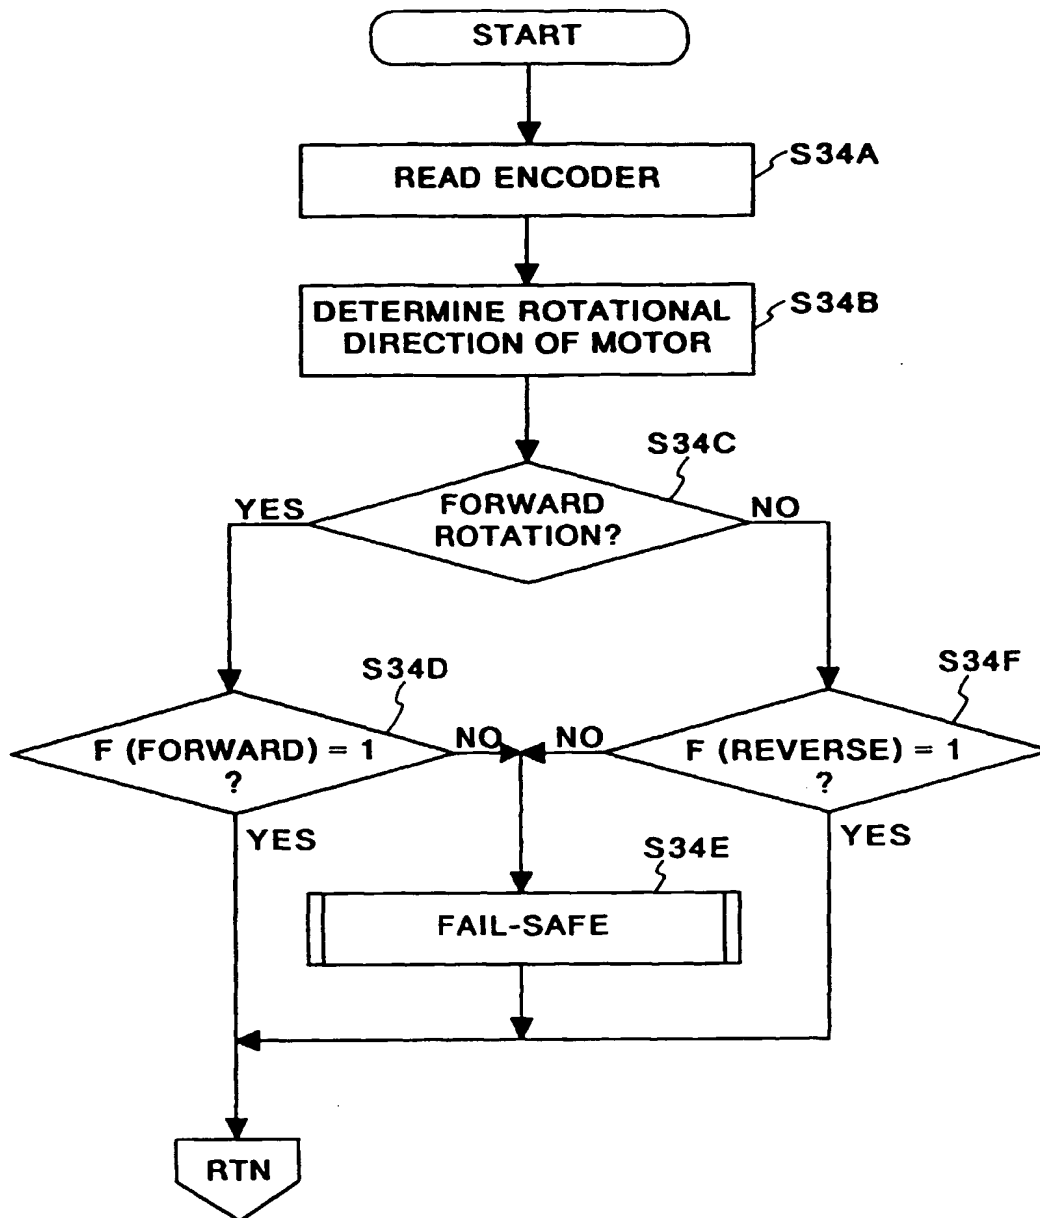 START
READ ENCODER
S34A
DETERMINE ROTATIONAL
DIRECTION OF MOTOR
S34B
S34C
YES
FORWARD
ROTATION?
NO
S34D
S34F
F (FORWARD) = 1
?
NO
NO
F (REVERSE) = 1
?
YES
YES
S34E
FAIL-SAFE
RTN